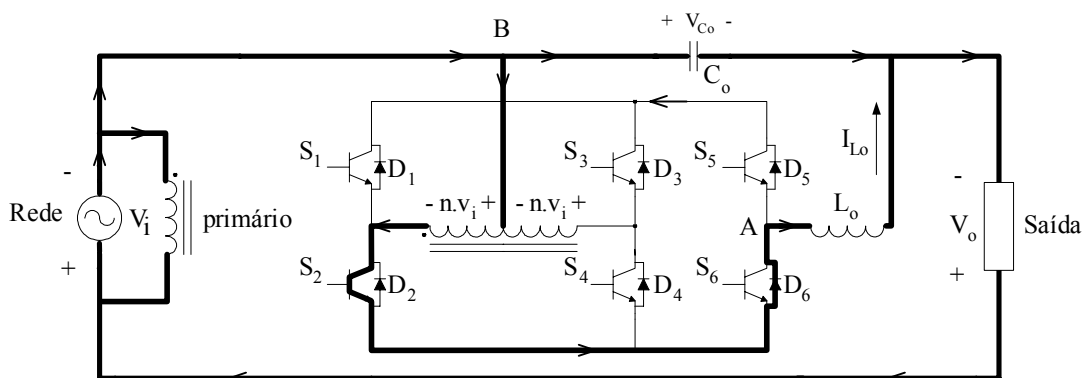 + V_Co -
B
C_o
S_1
D_1
S_3
D_3
S_5
D_5
I_Lo
-
Rede
V_i
+
primário
- n.v_i +
- n.v_i +
A
L_o
-
V_o
+
Saída
S_2
D_2
S_4
D_4
S_6
D_6